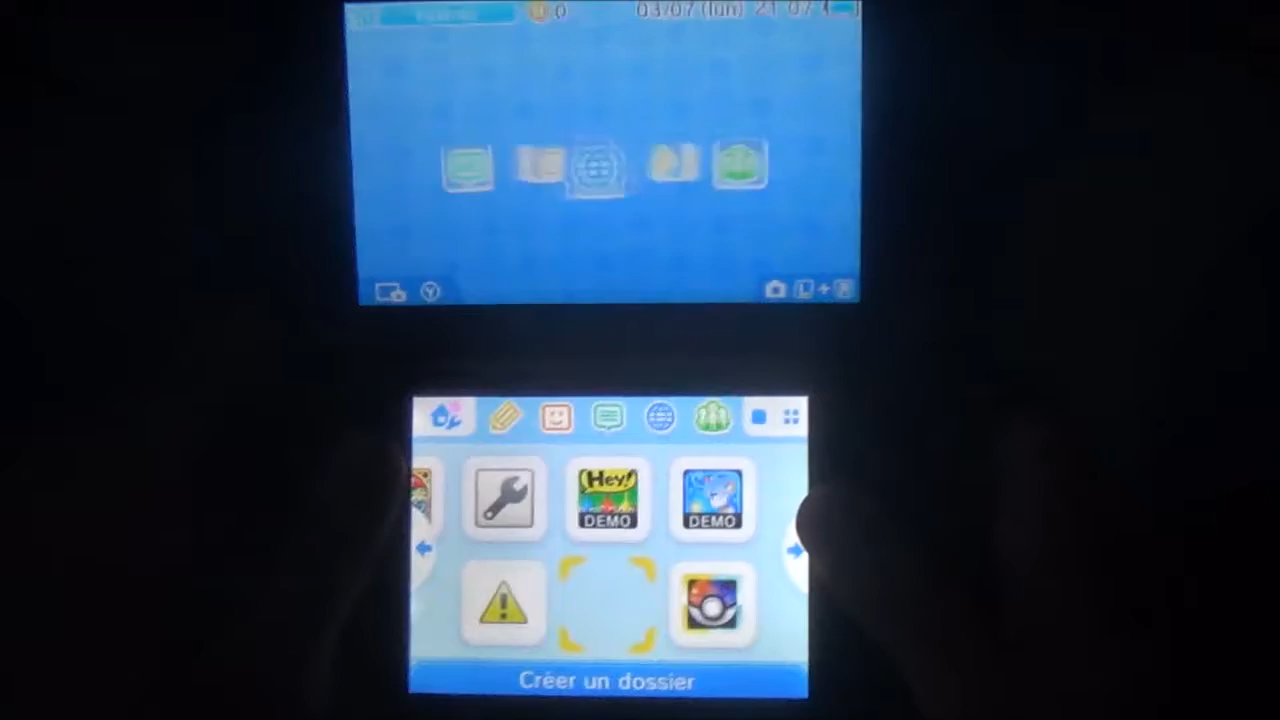 0 03/07 (lun) 21 07
Y
L + R
Hey!
DEMO DEMO
Créer un dossier